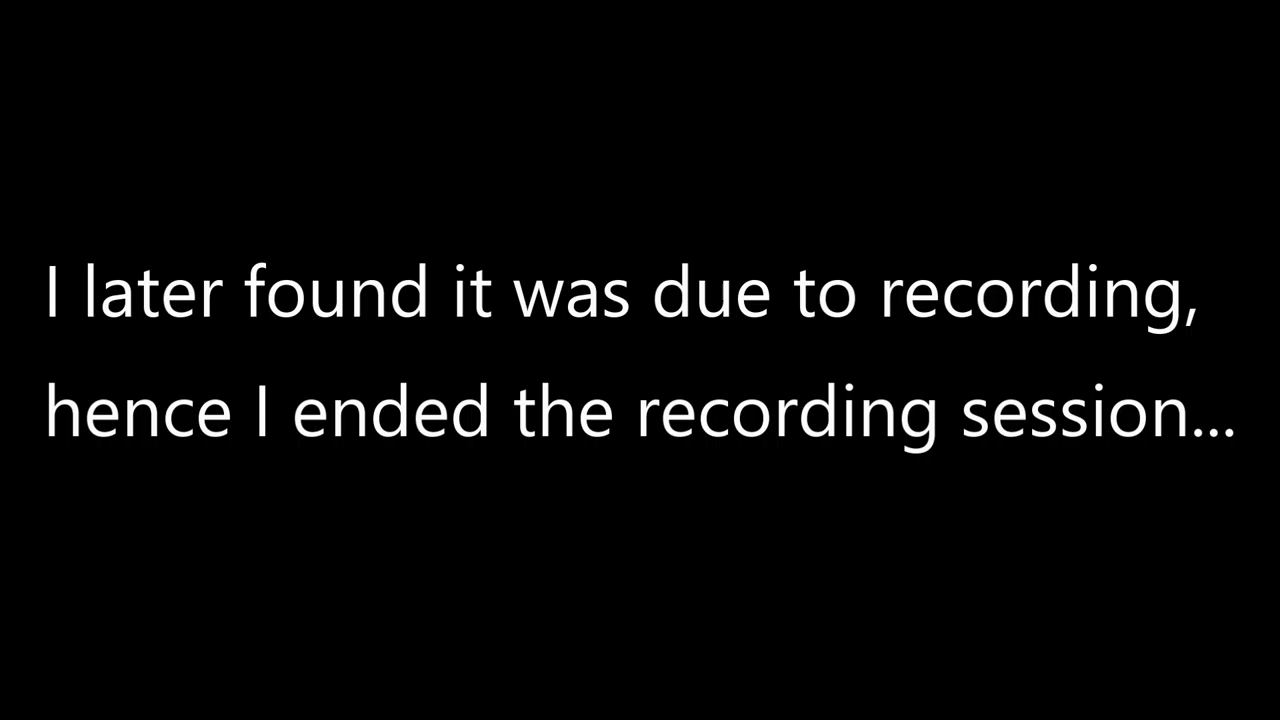 I later found it was due to recording,
hence I ended the recording session...